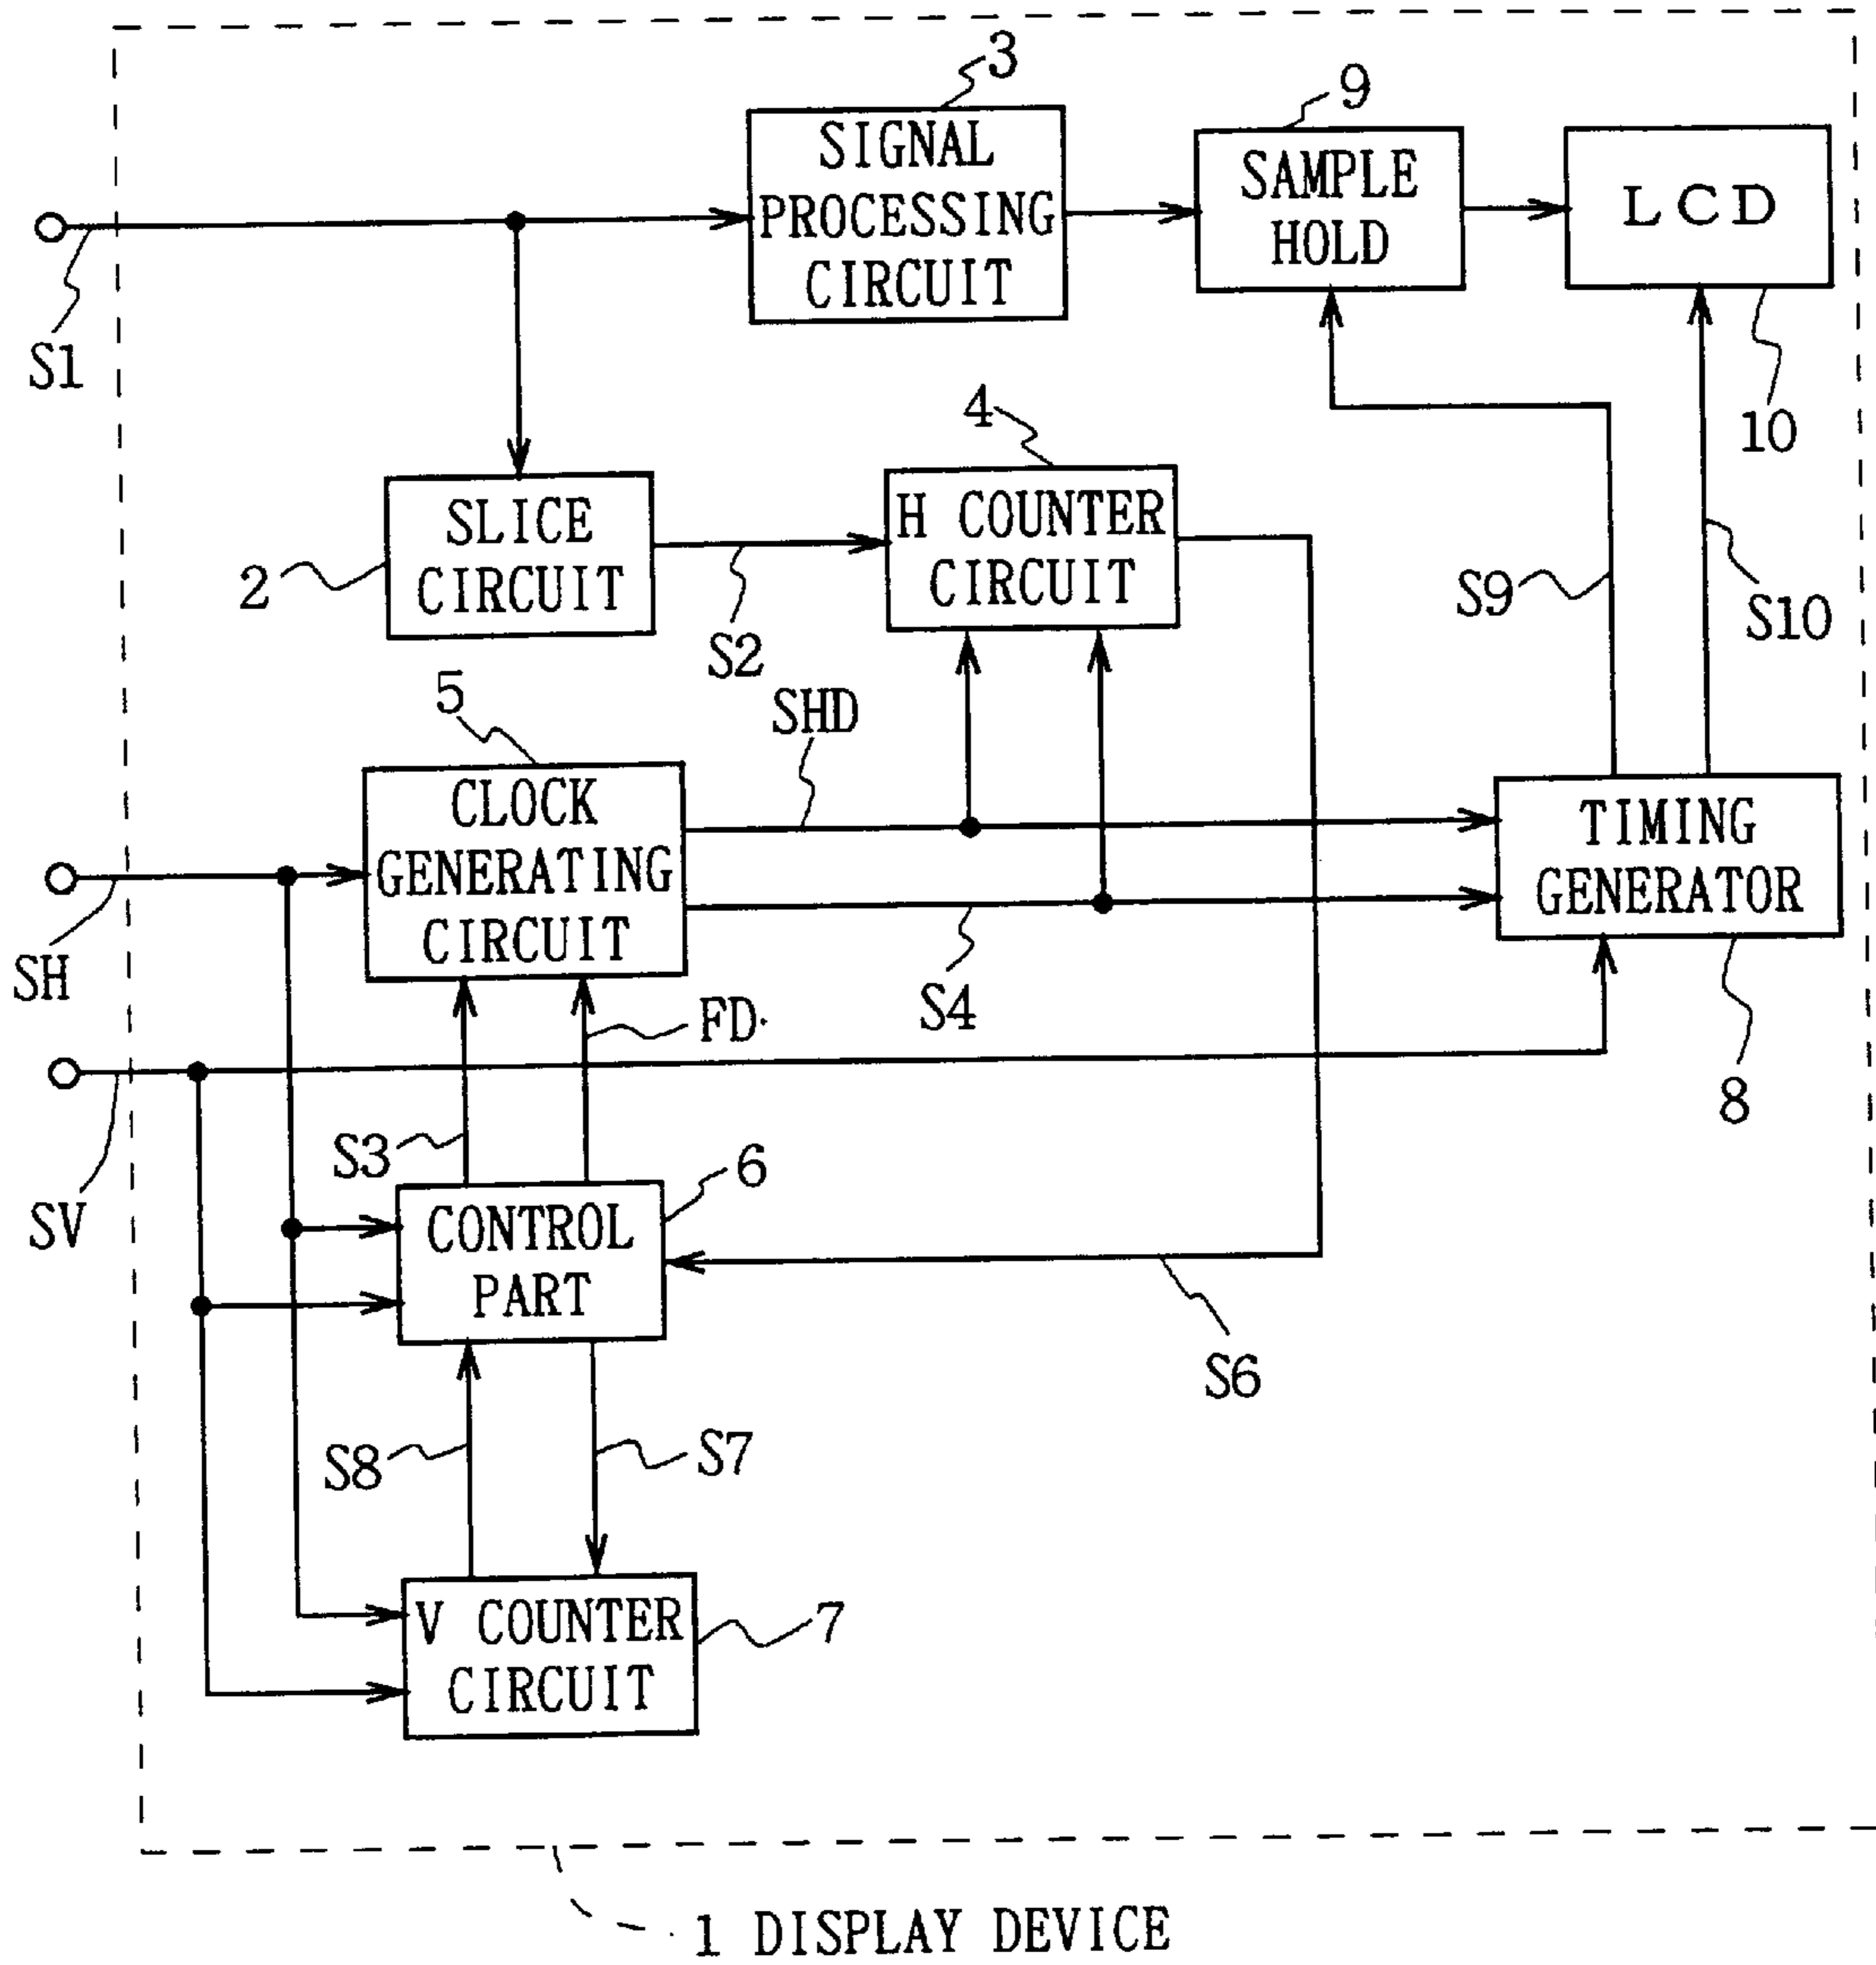 3
SIGNAL
PROCESSING
CIRCUIT
9
SAMPLE
HOLD
LCD
10
S1
2
SLICE
CIRCUIT
S2
4
H COUNTER
CIRCUIT
S9
S10
5
CLOCK
GENERATING
CIRCUIT
SHD
S4
TIMING
GENERATOR
8
SH
FD
SV
S3
6
CONTROL
PART
S6
S8
S7
V COUNTER
CIRCUIT
7
1 DISPLAY DEVICE